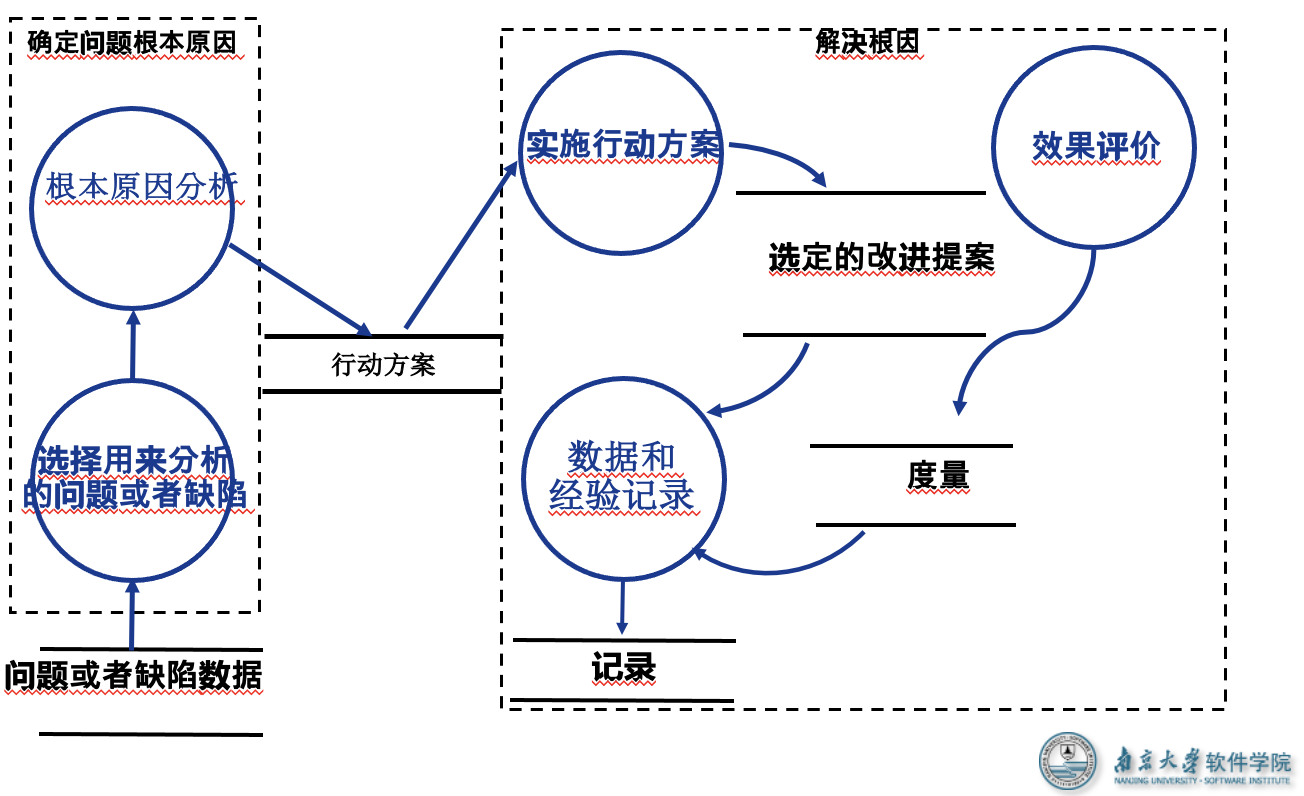 确定问题根本原因
根本原因分析
选择用来分析
的问题或者缺陷
问题或者缺陷数据
行动方案
解决根因
实施行动方案
效果评价
选定的改进提案
数据和
经验记录
度量
记录
南京大学软件学院
NANJING UNIVERSITY · SOFTWARE INSTITUTE